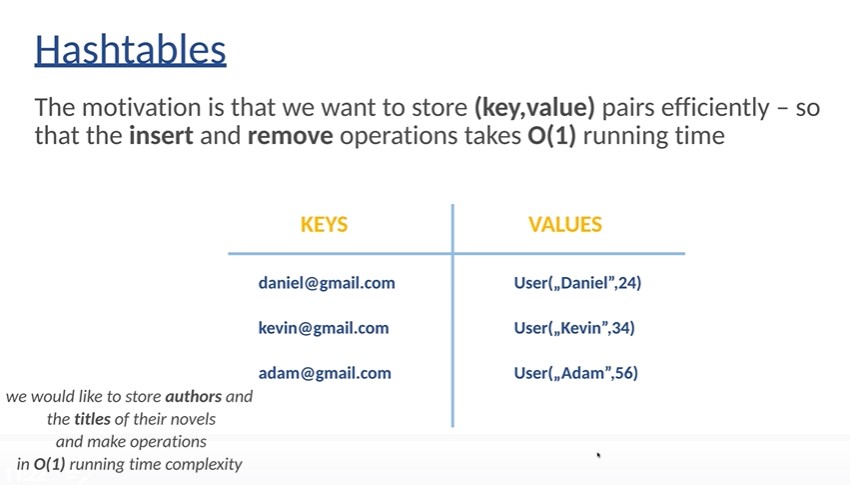 Hashtables
The motivation is that we want to store (key,value) pairs efficiently – so
that the insert and remove operations takes O(1) running time
KEYS VALUES
daniel@gmail.com User(„Daniel”,24)
kevin@gmail.com User(„Kevin”,34)
adam@gmail.com User(„Adam”,56)
we would like to store authors and
the titles of their novels
and make operations
in O(1) running time complexity